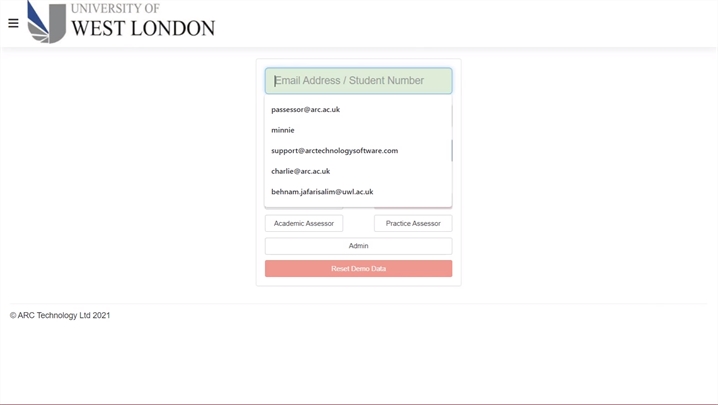 UNIVERSITY OF
WEST LONDON
Email Address / Student Number
passessor@arc.ac.uk
minnie
support@arctechnologysoftware.com
charlie@arc.ac.uk
behnam.jafarisalim@uwl.ac.uk
Academic Assessor
Practice Assessor
Admin
Reset Demo Data
© ARC Technology Ltd 2021